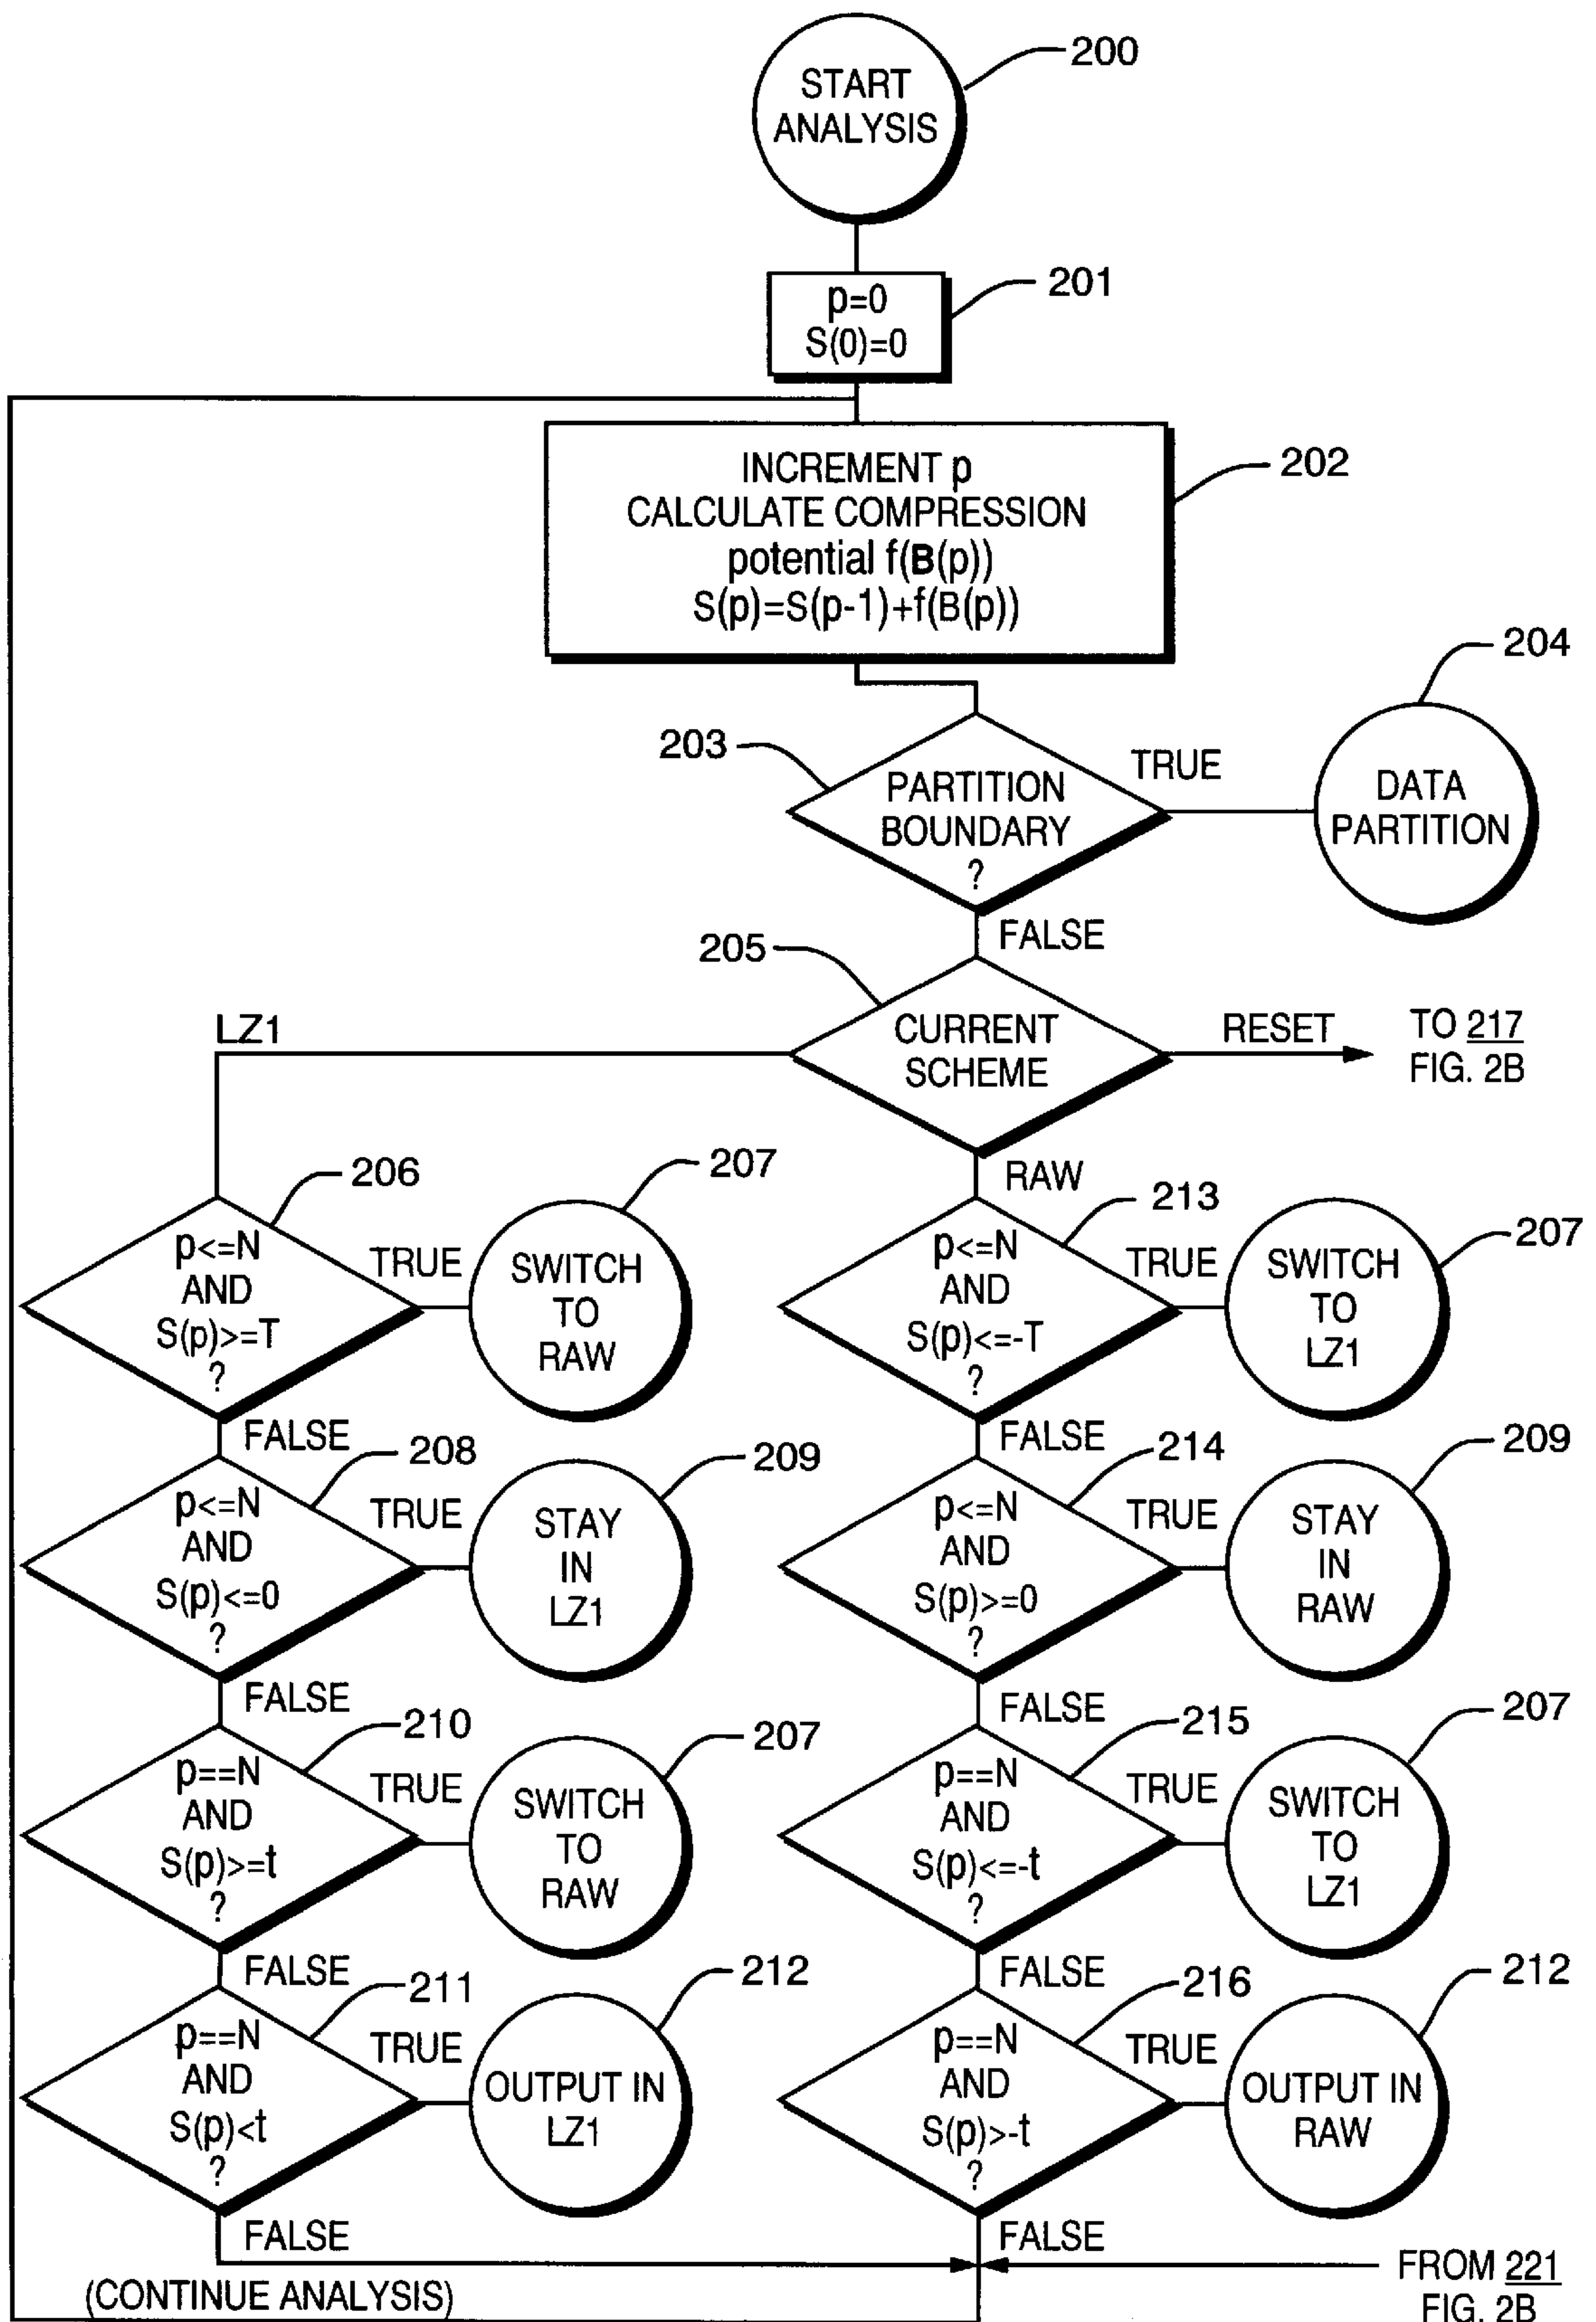 200
START
ANALYSIS
201
p=0
S(0)=0
202
INCREMENT p
CALCULATE COMPRESSION
potential f(B(p))
S(p)=S(p-1)+f(B(p))
204
203
PARTITION
BOUNDARY
?
TRUE
DATA
PARTITION
FALSE
205
CURRENT
SCHEME
LZ1
RESET
TO 217
FIG. 2B
RAW
206
p<=N
AND
S(p)>=T
?
TRUE
207
SWITCH
TO
RAW
213
p<=N
AND
S(p)<=-T
?
TRUE
207
SWITCH
TO
LZ1
FALSE
208
p<=N
AND
S(p)<=0
?
TRUE
209
STAY
IN
LZ1
FALSE
214
p<=N
AND
S(p)>=0
?
TRUE
209
STAY
IN
RAW
FALSE
210
p==N
AND
S(p)>=t
?
TRUE
207
SWITCH
TO
RAW
FALSE
215
p==N
AND
S(p)<=-t
?
TRUE
207
SWITCH
TO
LZ1
FALSE
211
p==N
AND
S(p)<t
?
TRUE
212
OUTPUT IN
LZ1
FALSE
216
p==N
AND
S(p)>-t
?
TRUE
212
OUTPUT IN
RAW
FALSE
FALSE
(CONTINUE ANALYSIS)
FROM 221
FIG. 2B